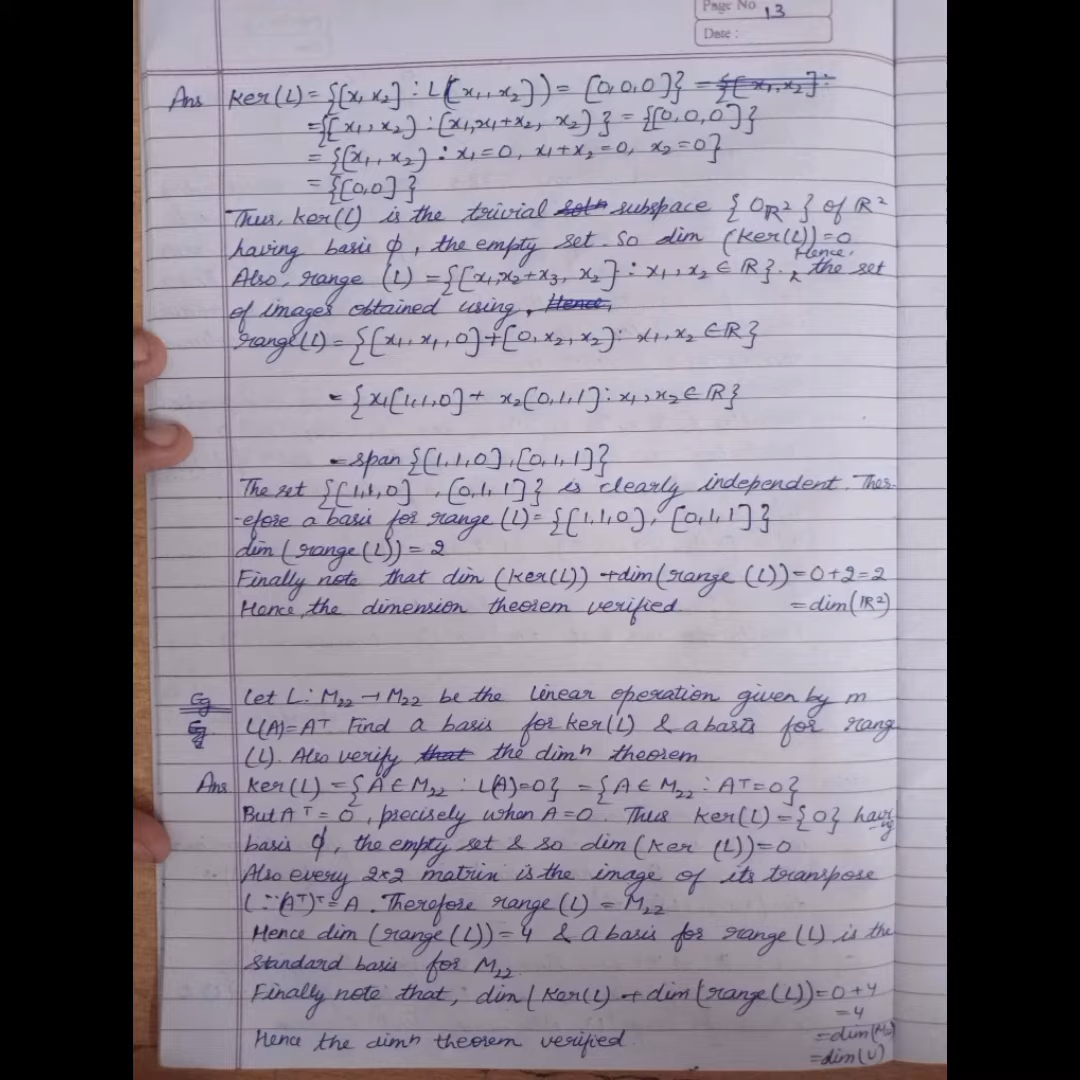 Page No 13
Date :
Ans Ker(L) = {[x1 x2] : L([x1, x2]) = [0,0,0]} = {[x1, x2] :
= {[x1, x2) : [x1, x1+x2, x2) } = {[0,0,0]}
= {[x1, x2) : x1=0, x1+x2=0, x2=0}
= {[0,0]}
Thus, Ker(L) is the trivial subspace { 0ℝ² } of ℝ²
having basis ϕ, the empty set. So dim (Ker(L))=0
Also, range (L) = {[x1, x2+x3, x2] : x1, x2 ∈ ℝ}. Hence, the set
of images obtained using, Hence,
range(L) = {[x1, x1, 0]+[0, x2, x2) : x1, x2 ∈ ℝ}
= {x1[1,1,0]+ x2[0,1,1] : x1, x2 ∈ ℝ}
= span {[1,1,0], [0,1,1]}
The set {[1,1,0], [0,1,1]} is clearly independent. Ther-
-efore a basis for range (L) = {[1,1,0], [0,1,1]}
dim (range(L)) = 2
Finally note that dim (Ker(L)) +dim(range (L))=0+2=2
Hence, the dimension theorem verified. =dim(ℝ²)
Eg Let L : M22 → M22 be the linear operation given by m
Eg L(A)=Aᵀ Find a basis for Ker(L) & a basis for rang
(L). Also verify that the dimⁿ theorem
Ans Ker(L) = {A ∈ M22 : L(A)=0} = {A ∈ M22 : Aᵀ=0}
But Aᵀ = 0, precisely when A=0. Thus Ker(L)={0} having
basis ϕ, the empty set & so dim (Ker (L))=0
Also every 2×2 matrix is the image of its transpose
(∵(Aᵀ)ᵀ=A. Therefore range (L) = M22
Hence dim (range(L))=4 & a basis for range (L) is the
standard basis for M22
Finally note that, dim (Ker(L) + dim(range(L))=0+4
=4
=dim(M22)
Hence the dimⁿ theorem verified.
=dim(V)